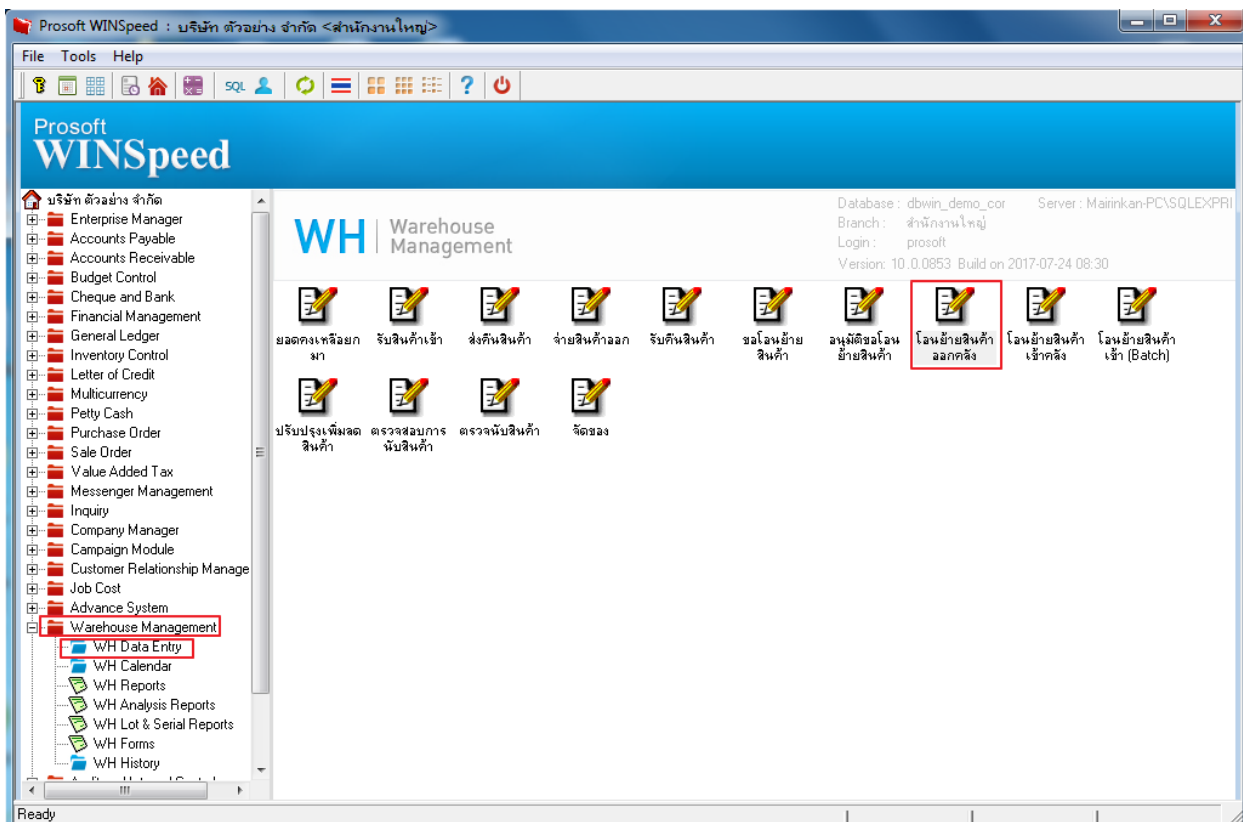 Prosoft WINSpeed : บริษัท ตัวอย่าง จำกัด <สำนักงานใหญ่>
File Tools Help
SQL
Prosoft
WINSpeed
บริษัท ตัวอย่าง จำกัด
Enterprise Manager
Accounts Payable
Accounts Receivable
Budget Control
Cheque and Bank
Financial Management
General Ledger
Inventory Control
Letter of Credit
Multicurrency
Petty Cash
Purchase Order
Sale Order
Value Added Tax
Messenger Management
Inquiry
Company Manager
Campaign Module
Customer Relationship Manage
Job Cost
Advance System
Warehouse Management
WH Data Entry
WH Calendar
WH Reports
WH Analysis Reports
WH Lot & Serial Reports
WH Forms
WH History
WH Warehouse
Management
Database : dbwin_demo_cor Server : Mairinkan-PC\SQLEXPRI
Branch : สำนักงานใหญ่
Login : prosoft
Version: 10.0.0853 Build on 2017-07-24 08:30
ยอดคงเหลือยก รับสินค้าเข้า ส่งคืนสินค้า จ่ายสินค้าออก รับคืนสินค้า ขอโอนย้าย อนุมัติขอโอน โอนย้ายสินค้า โอนย้ายสินค้า โอนย้ายสินค้า
มา สินค้า ย้ายสินค้า ออกคลัง เข้าคลัง เข้า (Batch)
ปรับปรุงเพิ่มลด ตรวจสอบการ ตรวจนับสินค้า จัดของ
สินค้า นับสินค้า
Ready